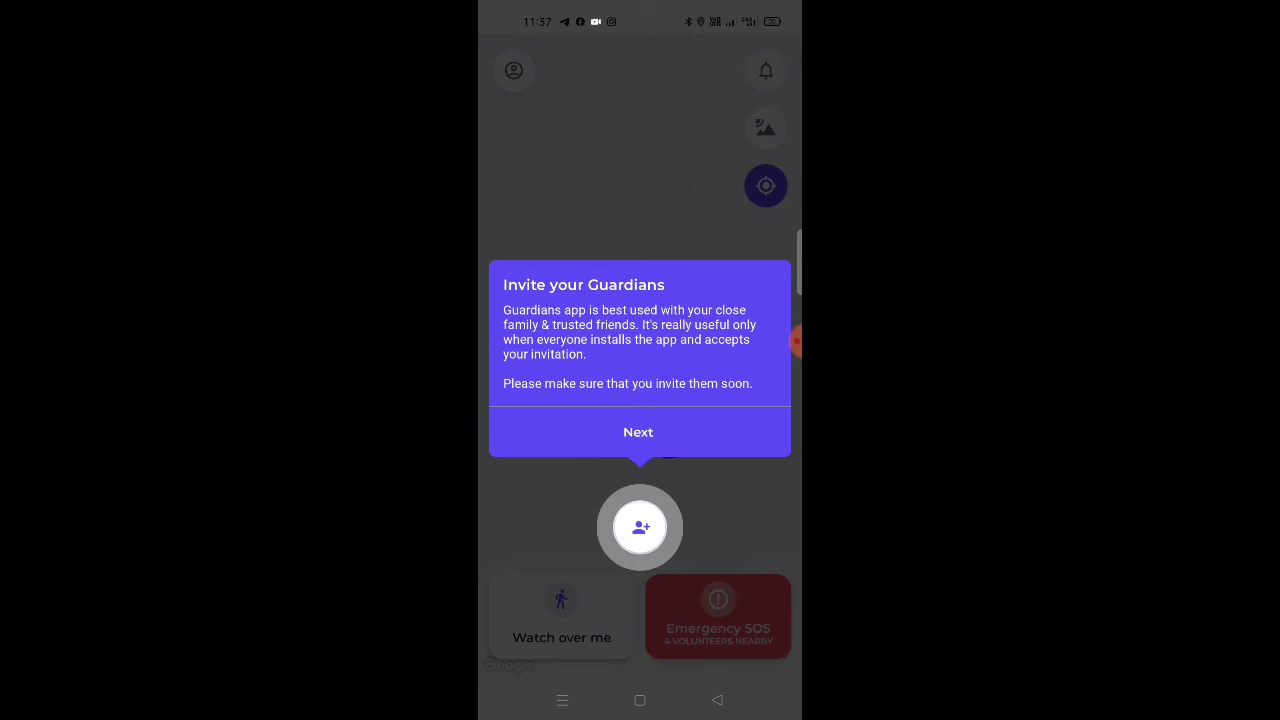 11:37
Invite your Guardians
Guardians app is best used with your close
family & trusted friends. It's really useful only
when everyone installs the app and accepts
your invitation.
Please make sure that you invite them soon.
Next
Watch over me
Emergency SOS
4 VOLUNTEERS NEARBY
Google